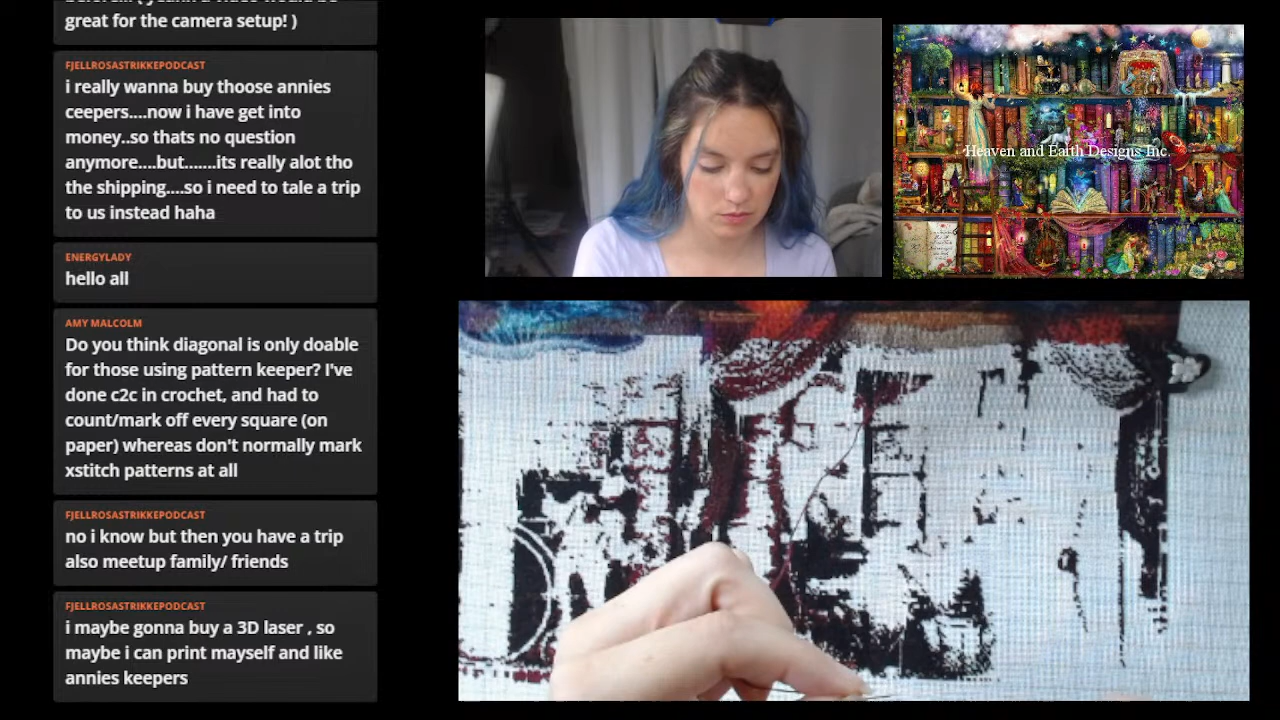 great for the camera setup! )
FJELLROSASTRIKKEPODCAST
i really wanna buy thoose annies
ceepers....now i have get into
money..so thats no question
anymore....but.......its really alot tho
the shipping....so i need to tale a trip
to us instead haha
ENERGYLADY
hello all
AMY MALCOLM
Do you think diagonal is only doable
for those using pattern keeper? I've
done c2c in crochet, and had to
count/mark off every square (on
paper) whereas don't normally mark
xstitch patterns at all
FJELLROSASTRIKKEPODCAST
no i know but then you have a trip
also meetup family/ friends
FJELLROSASTRIKKEPODCAST
i maybe gonna buy a 3D laser , so
maybe i can print mayself and like
annies keepers
Heaven and Earth Designs Inc.